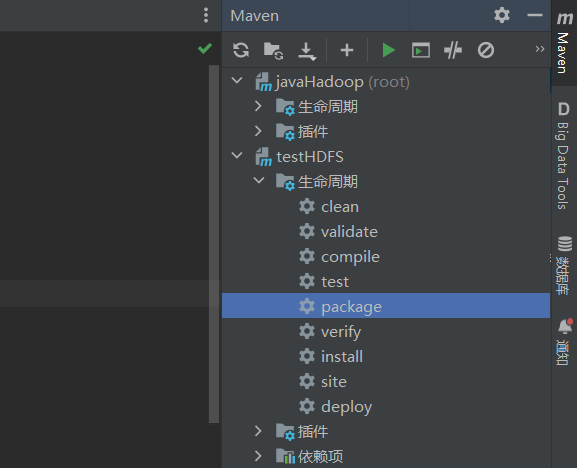 Maven
javaHadoop (root)
生命周期
插件
testHDFS
生命周期
clean
validate
compile
test
package
verify
install
site
deploy
插件
依赖项
Maven
D Big Data Tools
数据库
通知